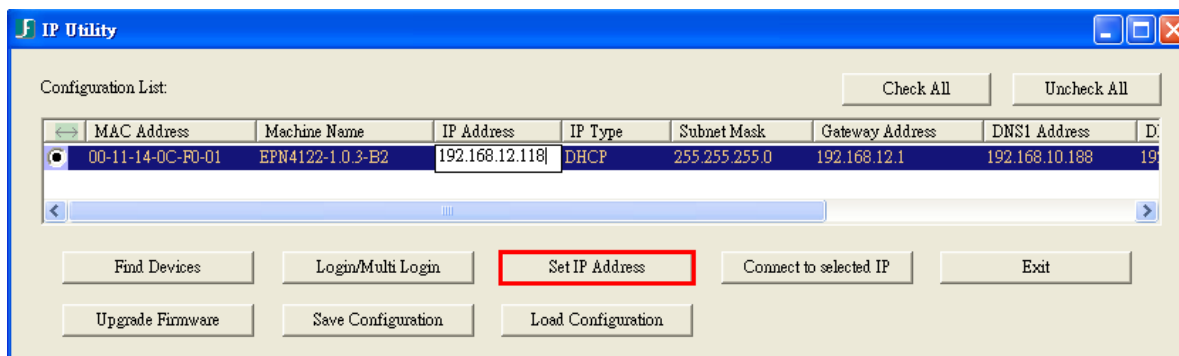 IP Utility
Configuration List:
Check All
Uncheck All
MAC Address Machine Name IP Address IP Type Subnet Mask Gateway Address DNS1 Address
00-11-14-0C-F0-01 EPN4122-1.0.3-B2 192.168.12.118 DHCP 255.255.255.0 192.168.12.1 192.168.10.188
Find Devices Login/Multi Login Set IP Address Connect to selected IP Exit
Upgrade Firmware Save Configuration Load Configuration